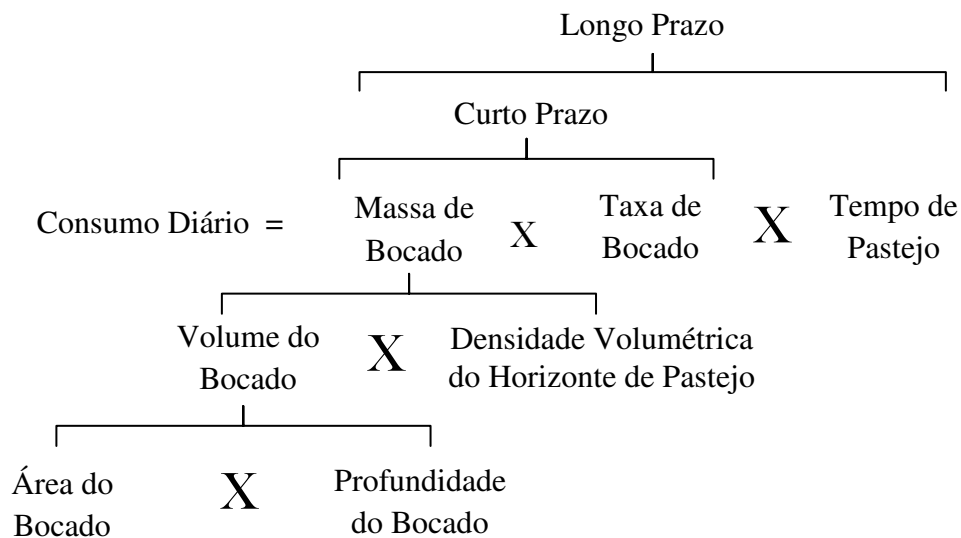 Longo Prazo
Curto Prazo
Consumo Diário =
Massa de
Bocado
X
Taxa de
Bocado
X
Tempo de
Pastejo
Volume do
Bocado
X
Densidade Volumétrica
do Horizonte de Pastejo
Área do
Bocado
X
Profundidade
do Bocado